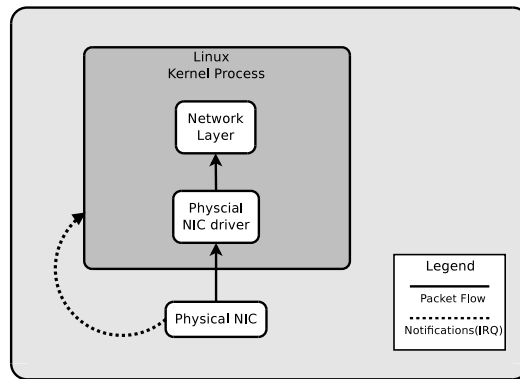 Linux
Kernel Process
Network
Layer
Physcial
NIC driver
Physical NIC
Legend
Packet Flow
Notifications(IRQ)